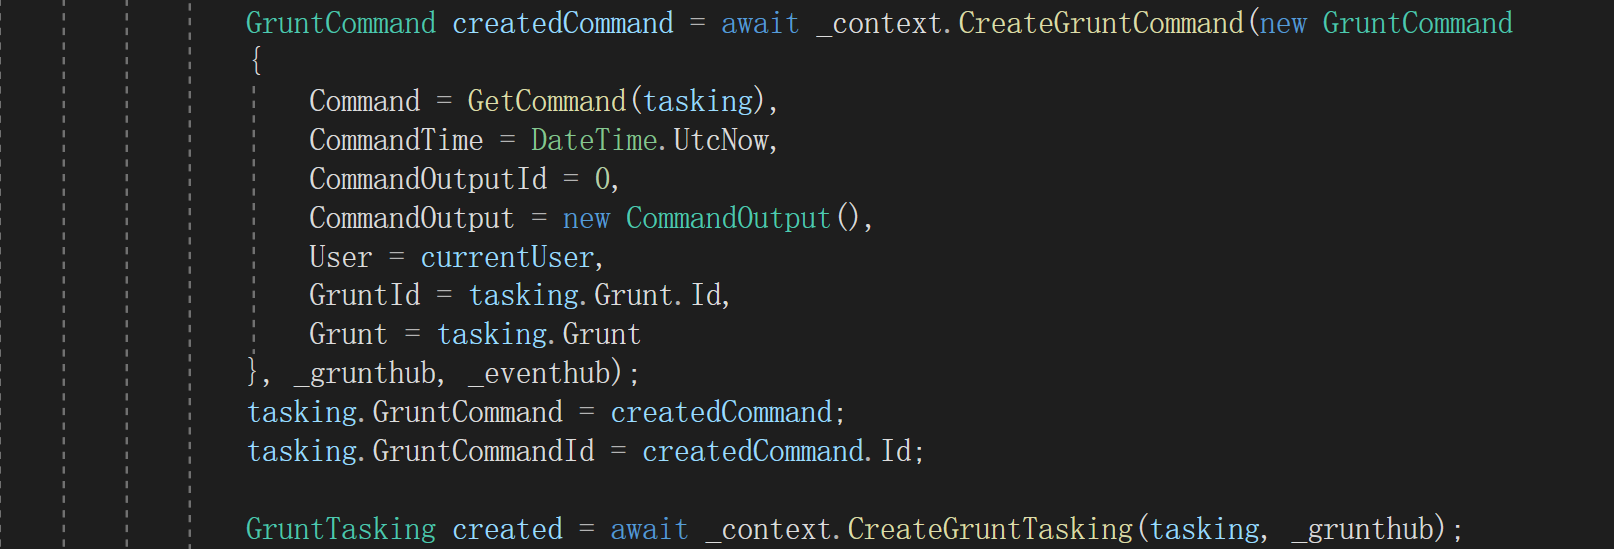 GruntCommand createdCommand = await _context.CreateGruntCommand(new GruntCommand
{
Command = GetCommand(tasking),
CommandTime = DateTime.UtcNow,
CommandOutputId = 0,
CommandOutput = new CommandOutput(),
User = currentUser,
GruntId = tasking.Grunt.Id,
Grunt = tasking.Grunt
}, _grunthub, _eventhub);
tasking.GruntCommand = createdCommand;
tasking.GruntCommandId = createdCommand.Id;
GruntTasking created = await _context.CreateGruntTasking(tasking, _grunthub);